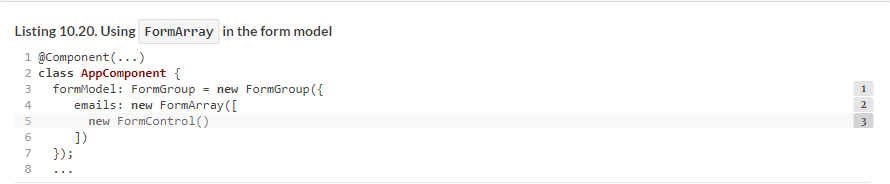 Listing 10.20. Using FormArray in the form model
1 @Component(...)
2 class AppComponent {
3   formModel: FormGroup = new FormGroup({ 1
4      emails: new FormArray([ 2
5        new FormControl() 3
6      ])
7   });
8   ...